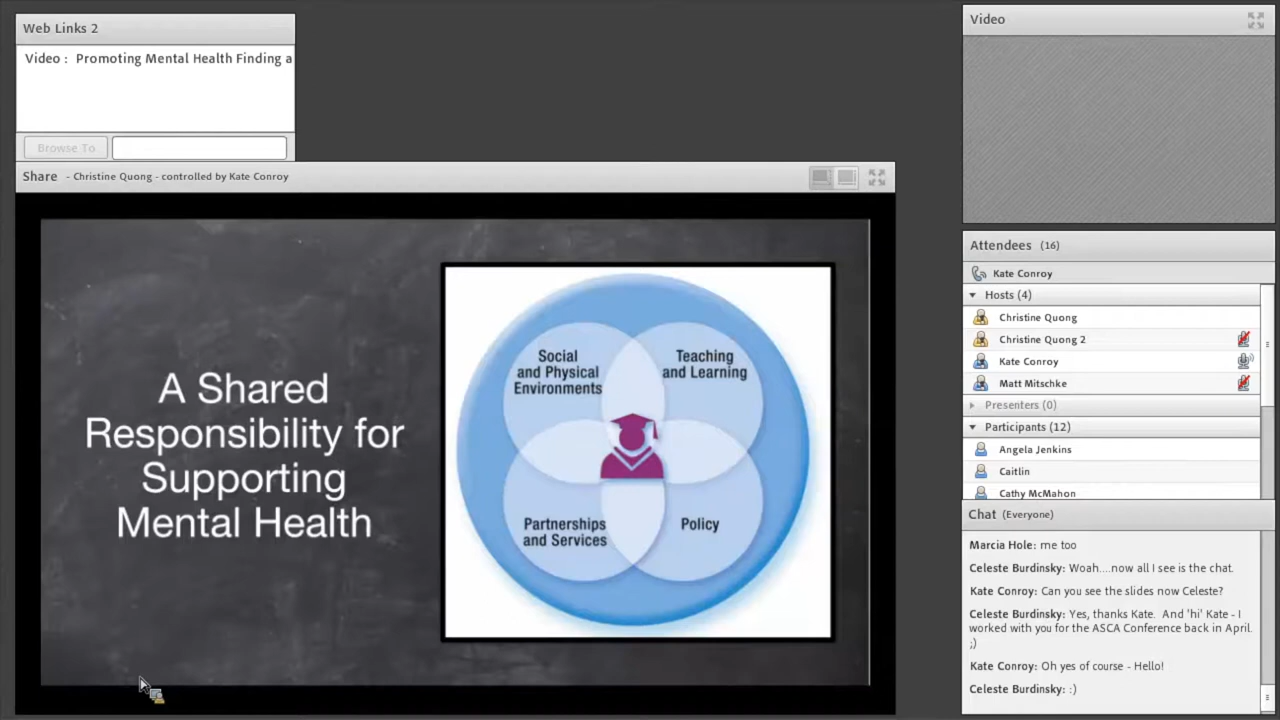 Web Links 2
Video :  Promoting Mental Health Finding a
Browse To
Share - Christine Quong - controlled by Kate Conroy
A Shared
Responsibility for
Supporting
Mental Health
Social
and Physical
Environments
Teaching
and Learning
Partnerships
and Services
Policy
Video
Attendees (16)
Kate Conroy
Hosts (4)
Christine Quong
Christine Quong 2
Kate Conroy
Matt Mitschke
Presenters (0)
Participants (12)
Angela Jenkins
Caitlin
Cathy McMahon
Chat (Everyone)
Marcia Hole: me too
Celeste Burdinsky: Woah....now all I see is the chat.
Kate Conroy: Can you see the slides now Celeste?
Celeste Burdinsky: Yes, thanks Kate.  And 'hi' Kate - I
worked with you for the ASCA Conference back in April.
;)
Kate Conroy: Oh yes of course - Hello!
Celeste Burdinsky: :)